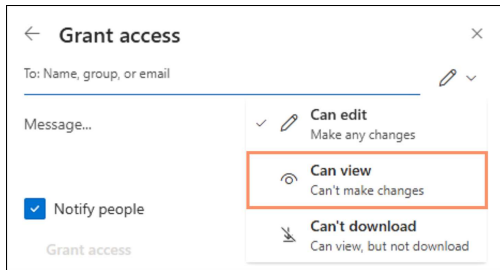 Grant access
To: Name, group, or email
Message...
Can edit
Make any changes
Can view
Can't make changes
Can't download
Can view, but not download
Notify people
Grant access